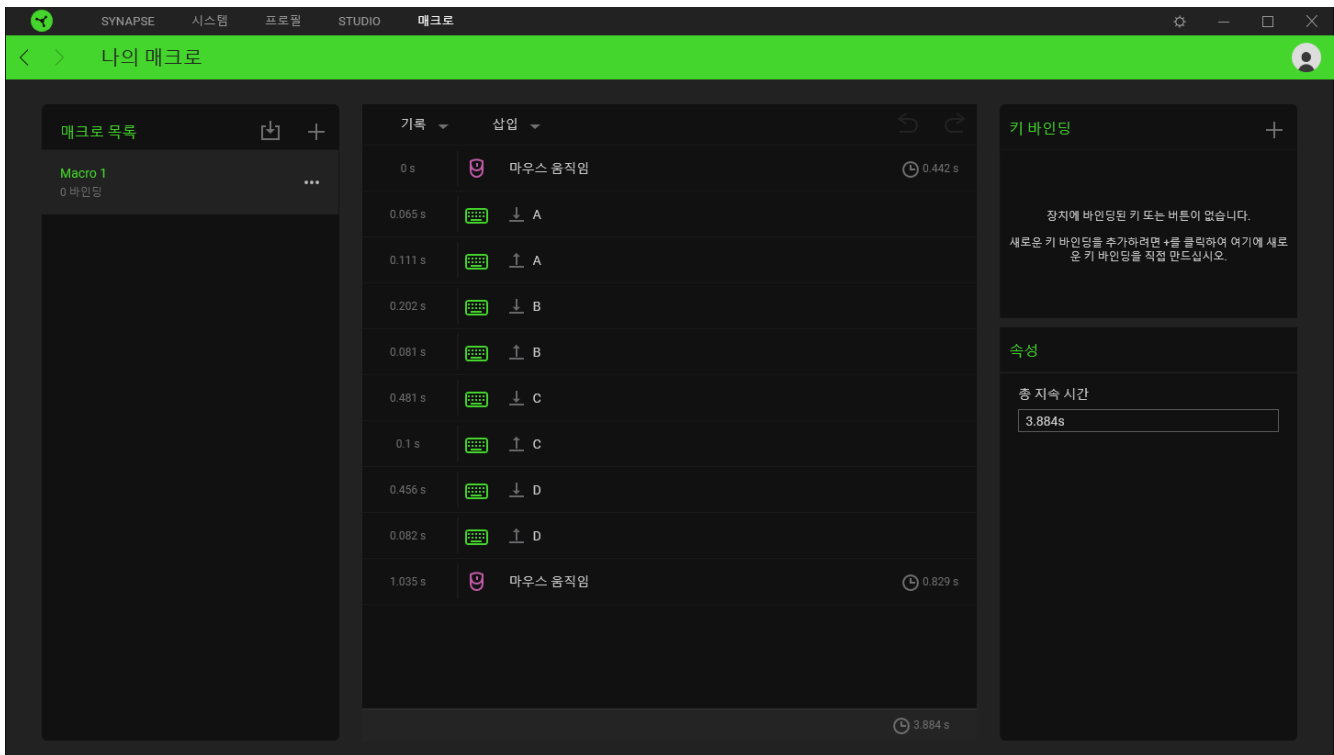 SYNAPSE 시스템 프로필 STUDIO 매크로
나의 매크로
매크로 목록
Macro 1
0 바인딩
기록 삽입
0 s 마우스 움직임 0.442 s
0.065 s A
0.111 s A
0.202 s B
0.081 s B
0.481 s C
0.1 s C
0.456 s D
0.082 s D
1.035 s 마우스 움직임 0.829 s
3.884 s
키 바인딩
장치에 바인딩된 키 또는 버튼이 없습니다.
새로운 키 바인딩을 추가하려면 +를 클릭하여 여기에 새로
운 키 바인딩을 직접 만드십시오.
속성
총 지속 시간
3.884s